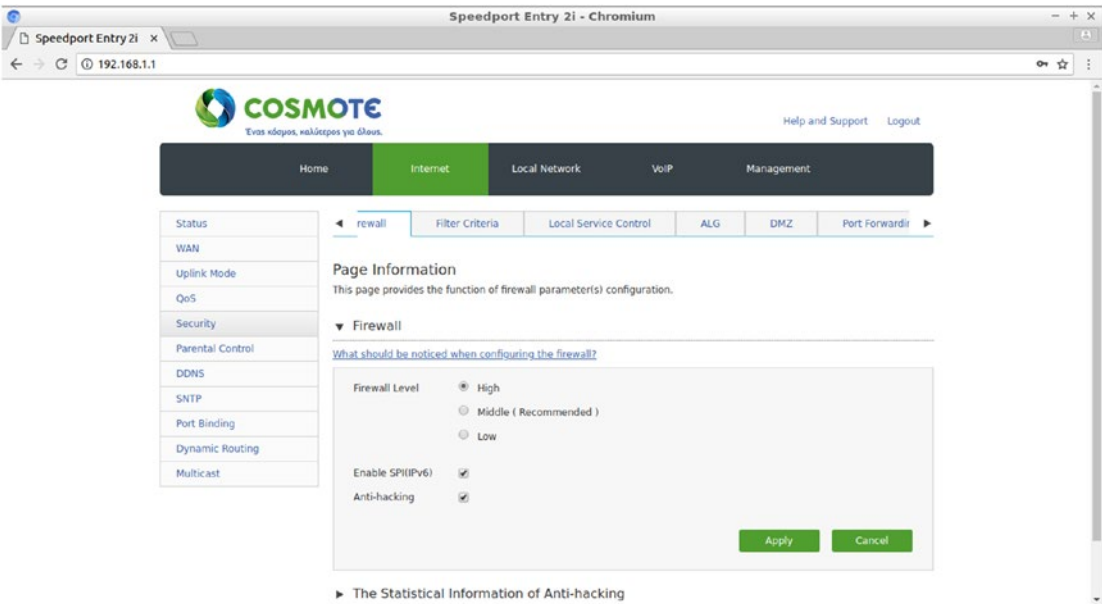 Speedport Entry 2i - Chromium
Speedport Entry 2i
192.168.1.1
COSMOTE
Ένας κόσμος, καλύτερος για όλους.
Help and Support Logout
Home Internet Local Network VoIP Management
Status
WAN
Uplink Mode
QoS
Security
Parental Control
DDNS
SNTP
Port Binding
Dynamic Routing
Multicast
rewall Filter Criteria Local Service Control ALG DMZ Port Forwardin
Page Information
This page provides the function of firewall parameter(s) configuration.
Firewall
What should be noticed when configuring the firewall?
Firewall Level High
Middle ( Recommended )
Low
Enable SPI(IPv6)
Anti-hacking
Apply Cancel
The Statistical Information of Anti-hacking